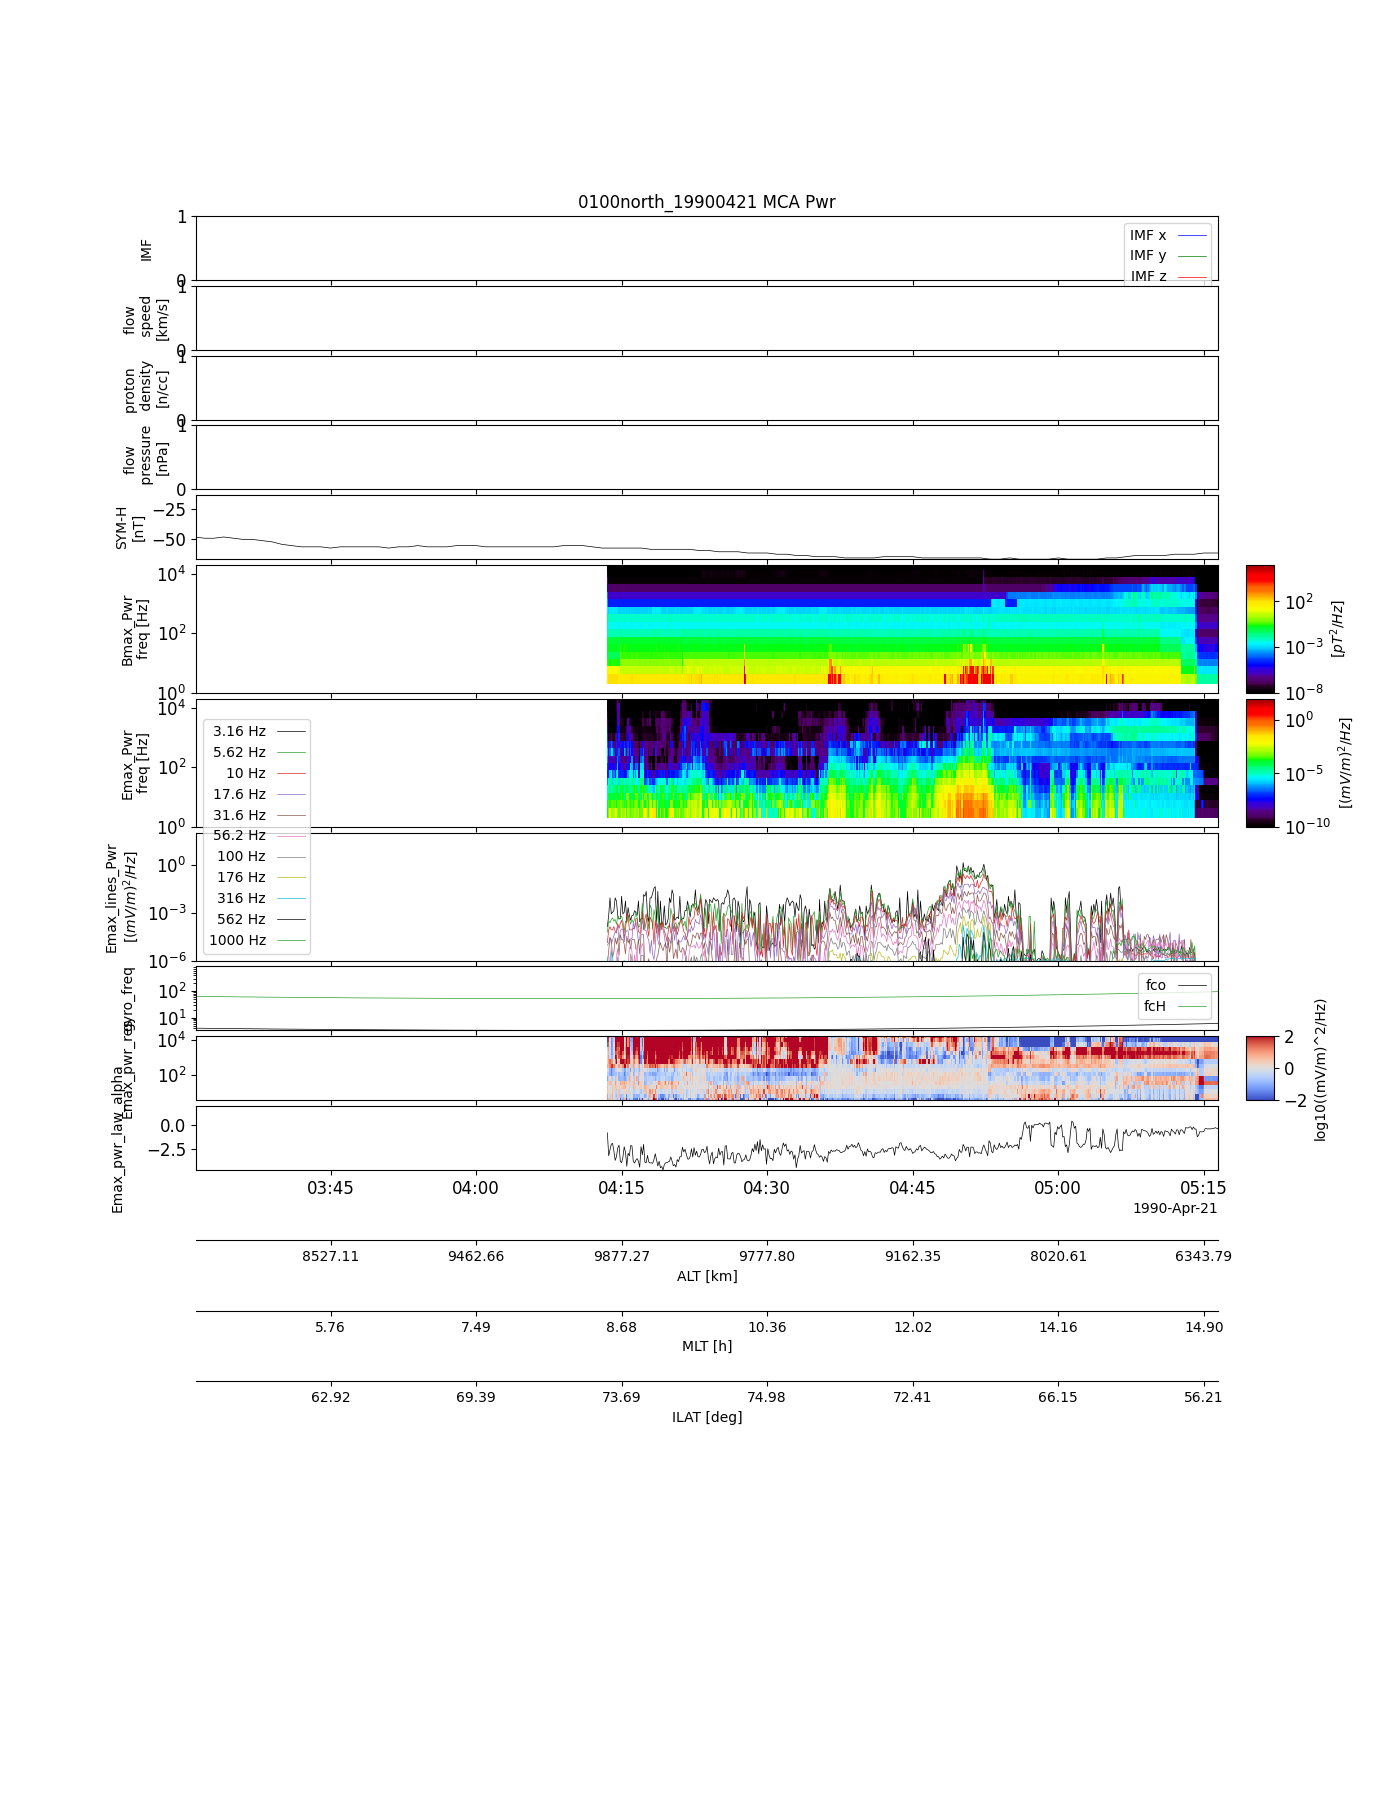 0100north_19900421 MCA Pwr
1
IMF
0
IMF x
IMF y
IMF z
1
flow
speed
[km/s]
0
1
proton
density
[n/cc]
0
1
flow
pressure
[nPa]
0
SYM-H
[nT]
−25
−50
Bmax_Pwr
freq [Hz]
10^4
10^2
10^0
10^2
10^−3
10^−8
[pT^2/Hz]
Emax_Pwr
freq [Hz]
10^4
10^2
10^0
10^0
10^−5
10^−10
[(mV/m)^2/Hz]
3.16 Hz
5.62 Hz
10 Hz
17.6 Hz
31.6 Hz
56.2 Hz
100 Hz
176 Hz
316 Hz
562 Hz
1000 Hz
Emax_lines_Pwr
[(mV/m)^2/Hz]
10^0
10^−3
10^−6
gyro_freq
10^2
10^1
fco
fcH
Emax_pwr_reg
10^4
10^2
2
0
−2
log10((mV/m)^2/Hz)
Emax_pwr_law_alpha
0.0
−2.5
03:45 04:00 04:15 04:30 04:45 05:00 05:15
1990-Apr-21
8527.11 9462.66 9877.27 9777.80 9162.35 8020.61 6343.79
ALT [km]
5.76 7.49 8.68 10.36 12.02 14.16 14.90
MLT [h]
62.92 69.39 73.69 74.98 72.41 66.15 56.21
ILAT [deg]